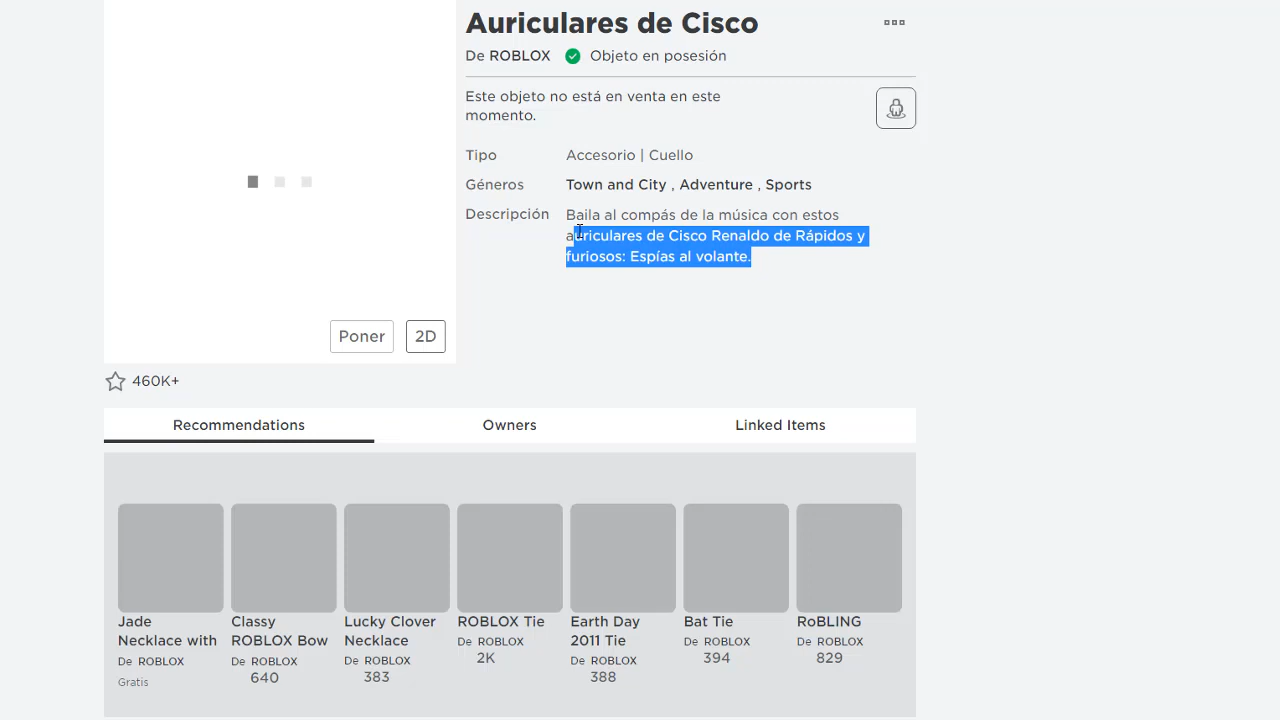 Auriculares de Cisco
De ROBLOX Objeto en posesión
Este objeto no está en venta en este
momento.
Tipo Accesorio | Cuello
Géneros Town and City , Adventure , Sports
Descripción Baila al compás de la música con estos
auriculares de Cisco Renaldo de Rápidos y
furiosos: Espías al volante.
Poner 2D
460K+
Recommendations Owners Linked Items
Jade
Necklace with
De ROBLOX
Gratis
Classy
ROBLOX Bow
De ROBLOX
640
Lucky Clover
Necklace
De ROBLOX
383
ROBLOX Tie
De ROBLOX
2K
Earth Day
2011 Tie
De ROBLOX
388
Bat Tie
De ROBLOX
394
RoBLING
De ROBLOX
829